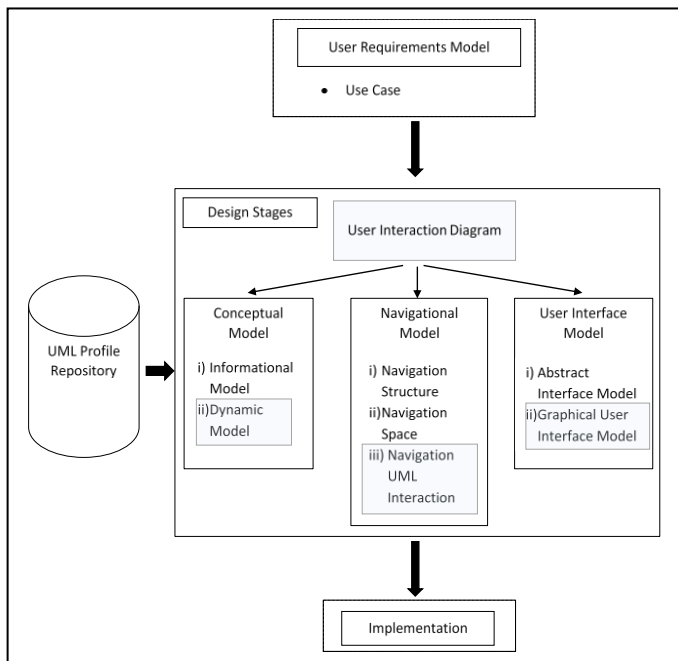 User Requirements Model
• Use Case
Design Stages
User Interaction Diagram
UML Profile
Repository
Conceptual
Model
i) Informational
Model
ii)Dynamic
Model
Navigational
Model
i) Navigation
Structure
ii)Navigation
Space
iii) Navigation
UML
Interaction
User Interface
Model
i) Abstract
Interface Model
ii)Graphical User
Interface Model
Implementation